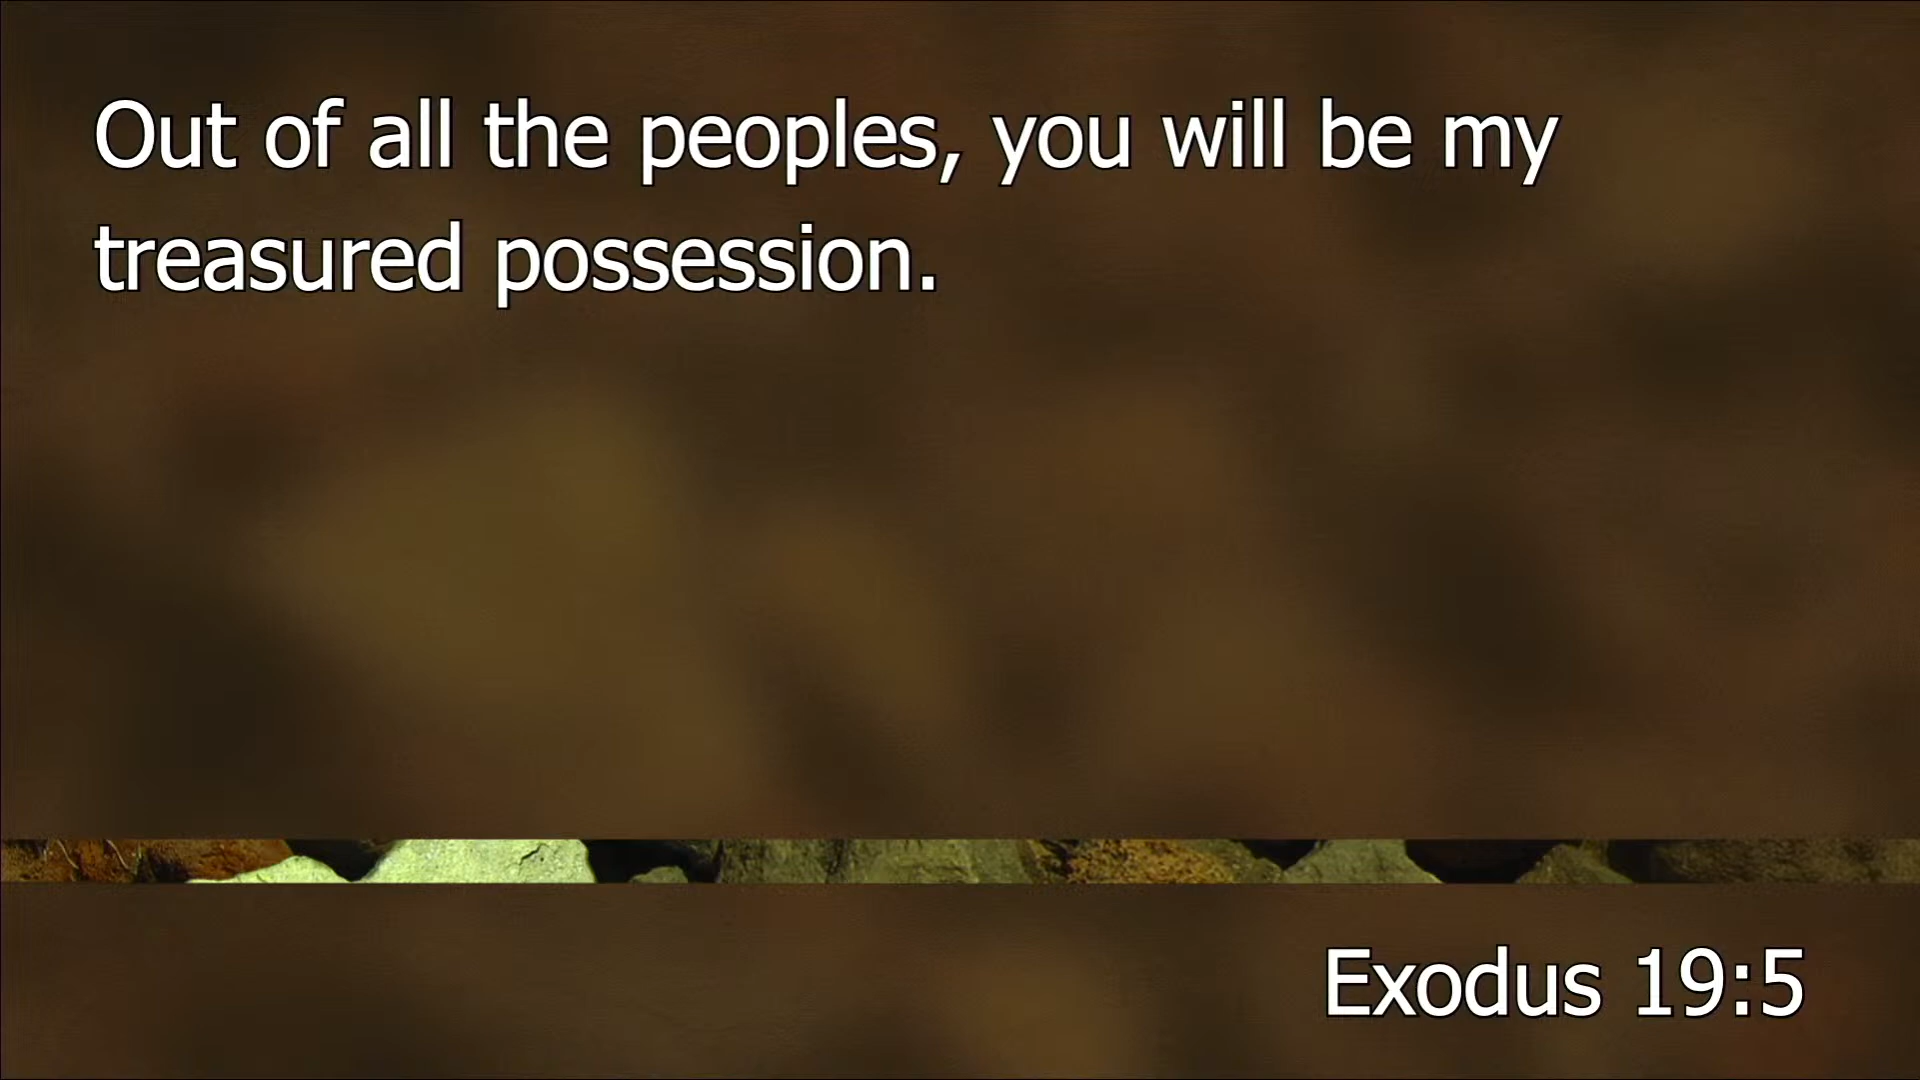 Out of all the peoples, you will be my
treasured possession.
Exodus 19:5